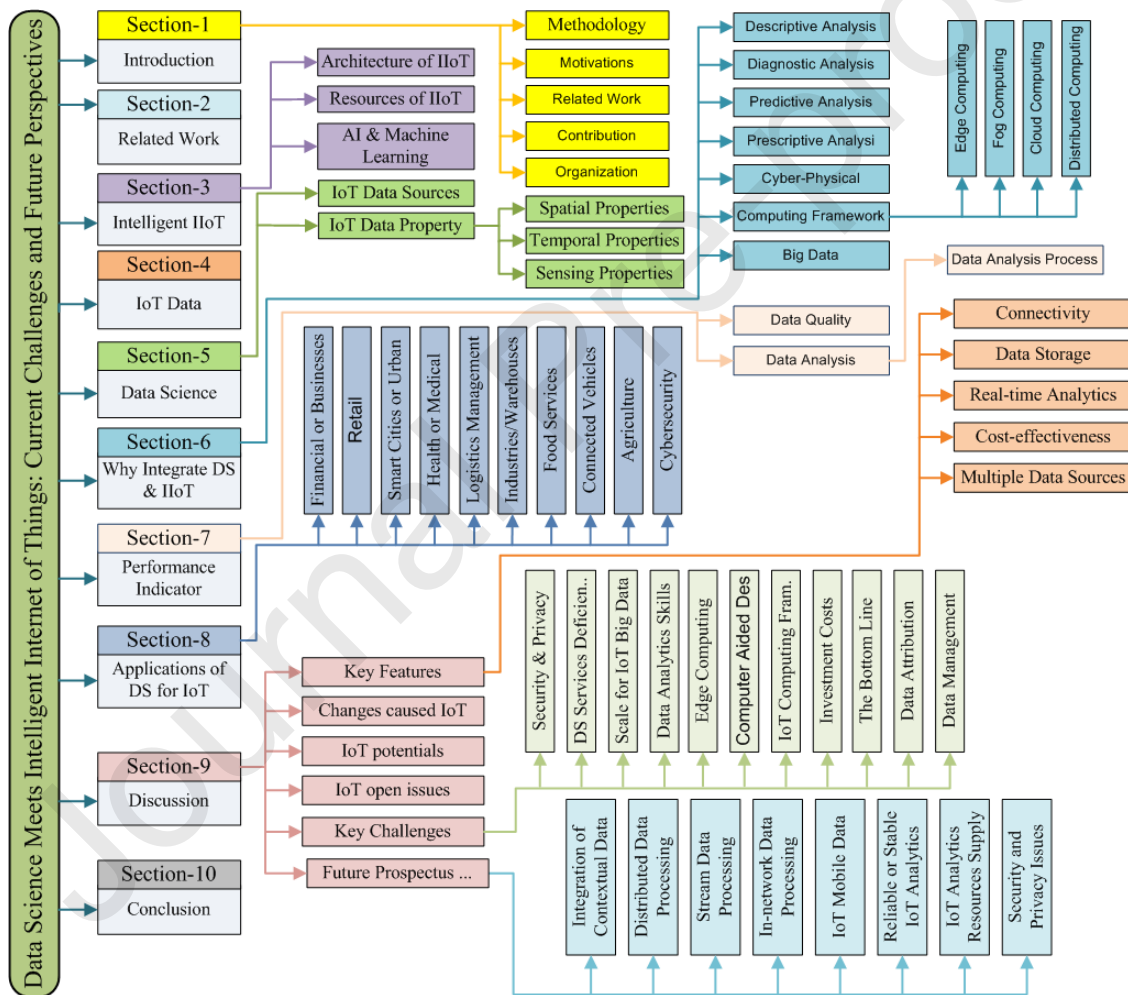 Data Science Meets Intelligent Internet of Things: Current Challenges and Future Perspectives
Section-1
Introduction
Section-2
Related Work
Section-3
Intelligent IIoT
Section-4
IoT Data
Section-5
Data Science
Section-6
Why Integrate DS
& IIoT
Section-7
Performance
Indicator
Section-8
Applications of
DS for IoT
Section-9
Discussion
Section-10
Conclusion
Architecture of IIoT
Resources of IIoT
AI & Machine
Learning
IoT Data Sources
IoT Data Property
Methodology
Motivations
Related Work
Contribution
Organization
Spatial Properties
Temporal Properties
Sensing Properties
Descriptive Analysis
Diagnostic Analysis
Predictive Analysis
Prescriptive Analysi
Cyber-Physical
Computing Framework
Big Data
Edge Computing
Fog Computing
Cloud Computing
Distributed Computing
Data Quality
Data Analysis
Data Analysis Process
Financial or Businesses
Retail
Smart Cities or Urban
Health or Medical
Logistics Management
Industries/Warehouses
Food Services
Connected Vehicles
Agriculture
Cybersecurity
Connectivity
Data Storage
Real-time Analytics
Cost-effectiveness
Multiple Data Sources
Key Features
Changes caused IoT
IoT potentials
IoT open issues
Key Challenges
Future Prospectus ...
Security & Privacy
DS Services Deficien..
Scale for IoT Big Data
Data Analytics Skills
Edge Computing
Computer Aided Des
IoT Computing Fram.
Investment Costs
The Bottom Line
Data Attribution
Data Management
Integration of
Contextual Data
Distributed Data
Processing
Stream Data
Processing
In-network Data
Processing
IoT Mobile Data
Reliable or Stable
IoT Analytics
IoT Analytics
Resources Supply
Security and
Privacy Issues
Journal Pre-proo